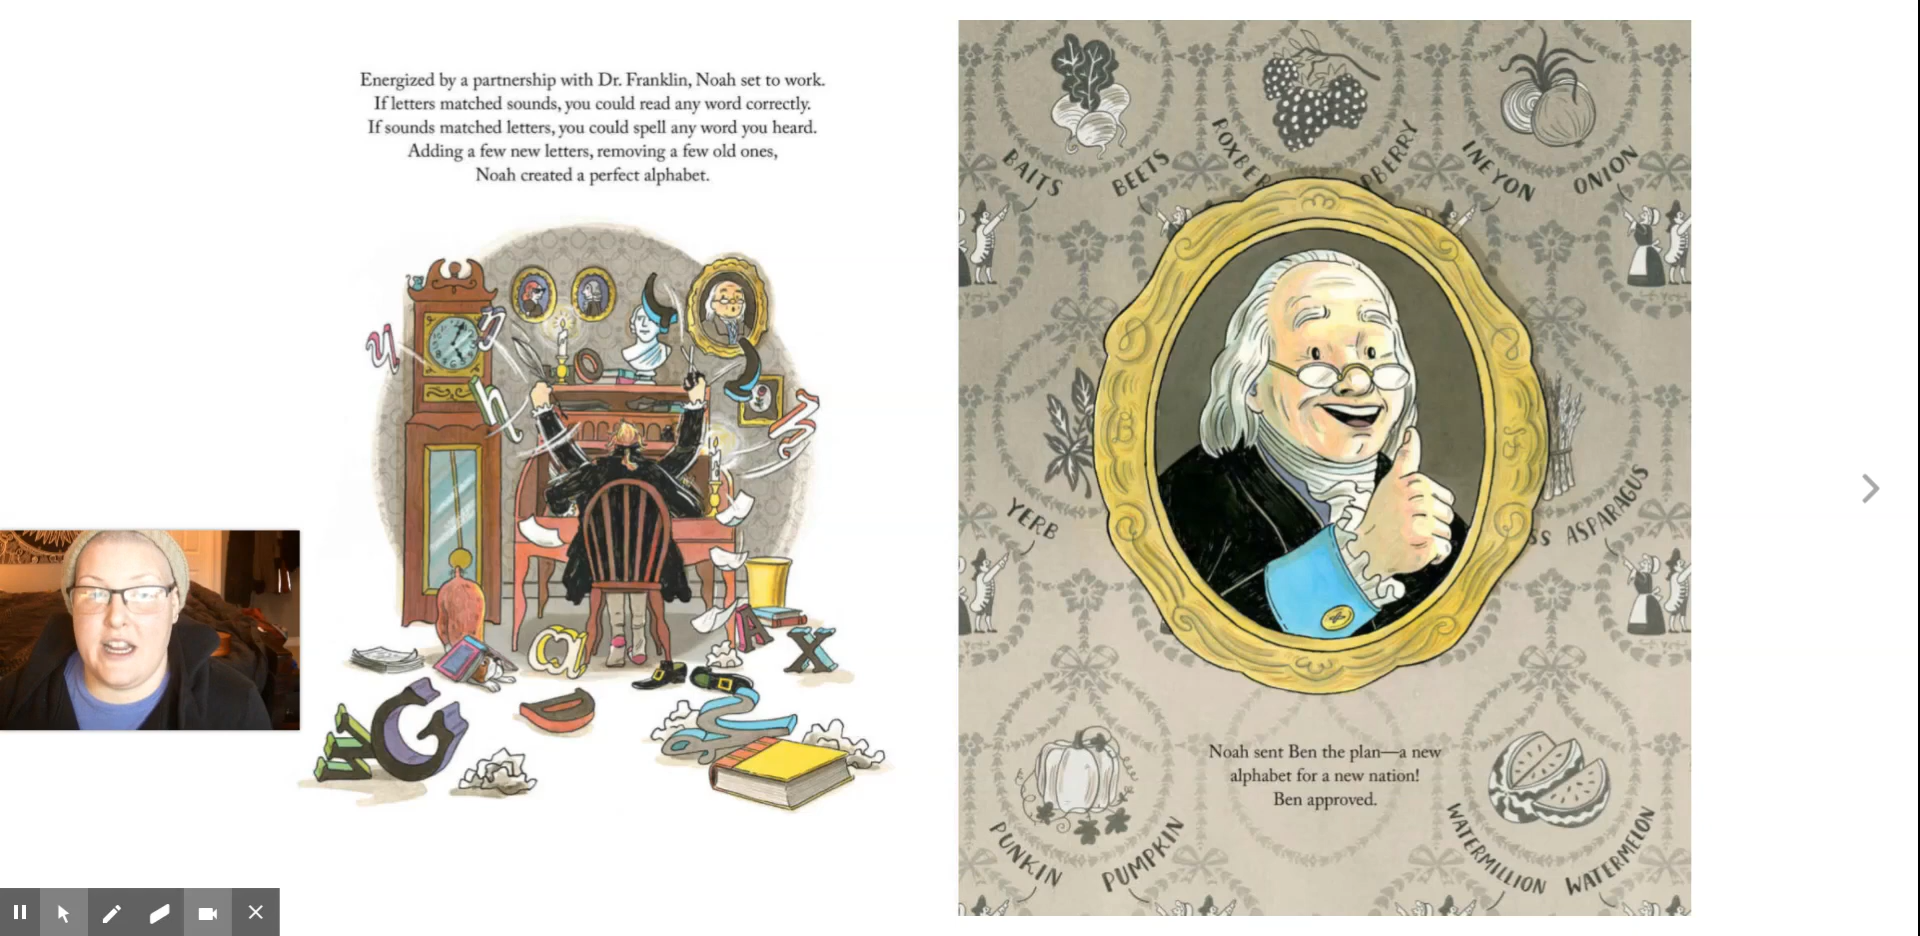 Energized by a partnership with Dr. Franklin, Noah set to work.
If letters matched sounds, you could read any word correctly.
If sounds matched letters, you could spell any word you heard.
Adding a few new letters, removing a few old ones,
Noah created a perfect alphabet.
BAITS
BEETS
INEYON
ONION
YERB
ASPARAGUS
PUNKIN
PUMPKIN
WATERMILLION
WATERMELON
Noah sent Ben the plan—a new
alphabet for a new nation!
Ben approved.